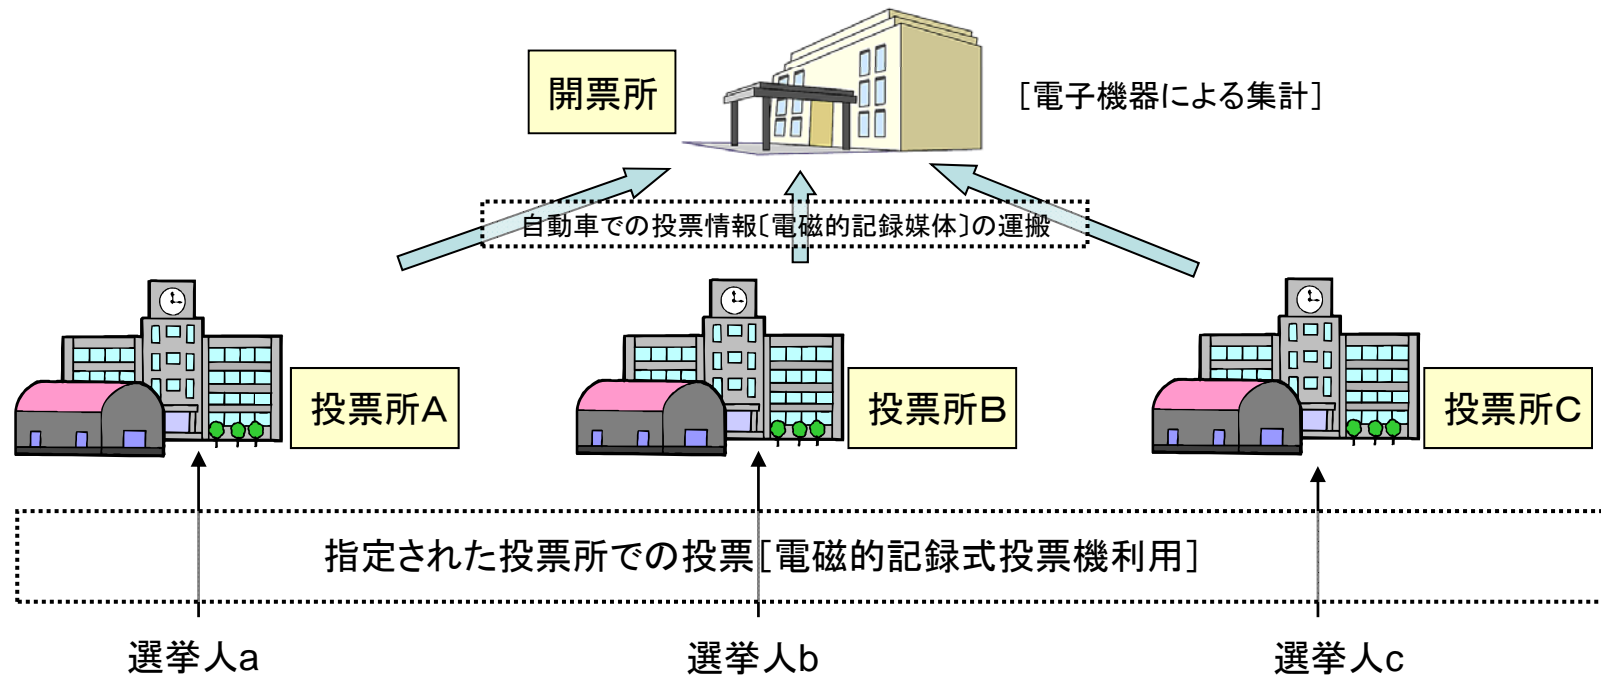 開票所
［電子機器による集計］
自動車での投票情報〔電磁的記録媒体〕の運搬
投票所Ａ
投票所Ｂ
投票所Ｃ
指定された投票所での投票［電磁的記録式投票機利用］
選挙人a
選挙人b
選挙人c